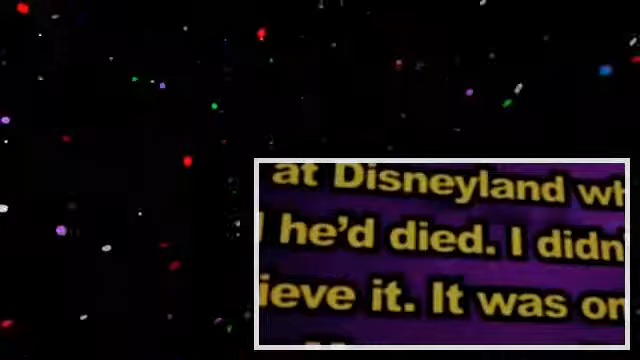 at Disneyland wh
he'd died. I didn
ieve it. It was on